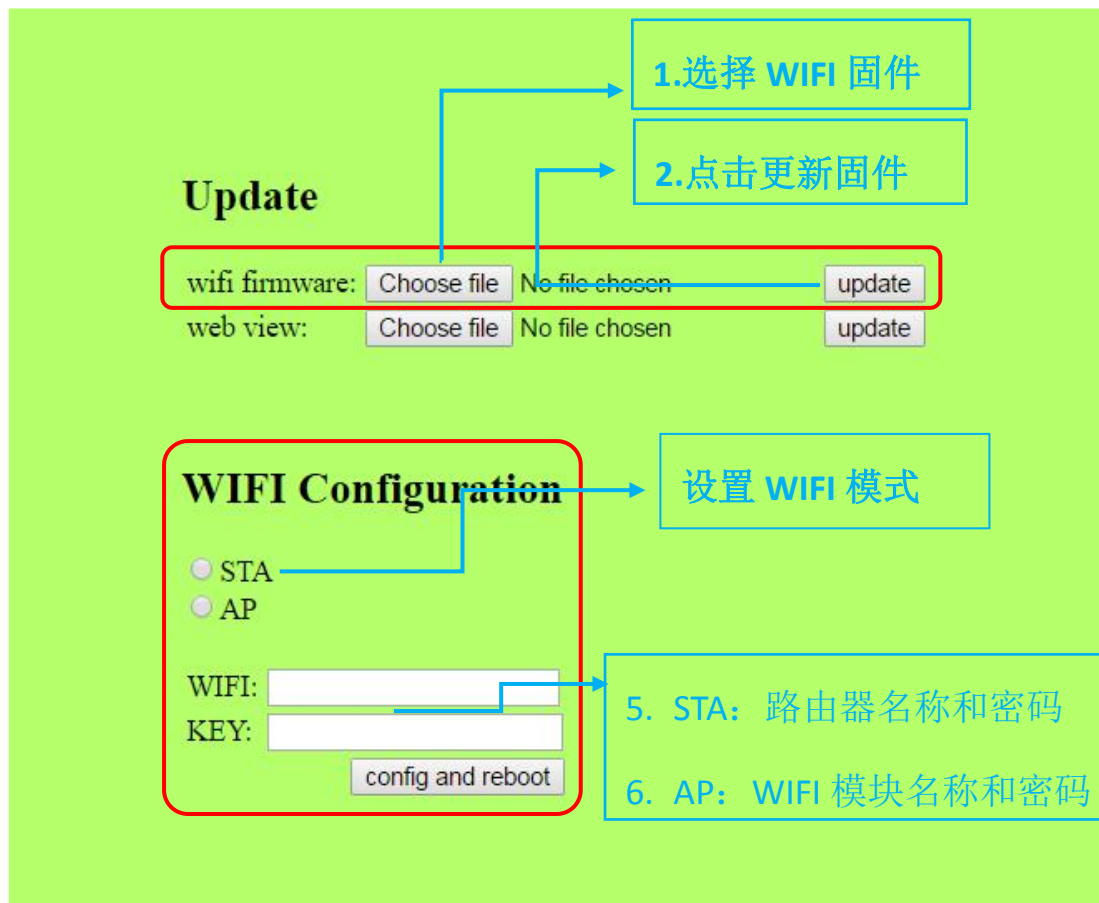 1.选择 WIFI 固件
2.点击更新固件
Update
wifi firmware: Choose file No file chosen update
web view: Choose file No file chosen update
WIFI Configuration
设置 WIFI 模式
STA
AP
WIFI:
KEY:
config and reboot
5. STA：路由器名称和密码
6. AP：WIFI 模块名称和密码